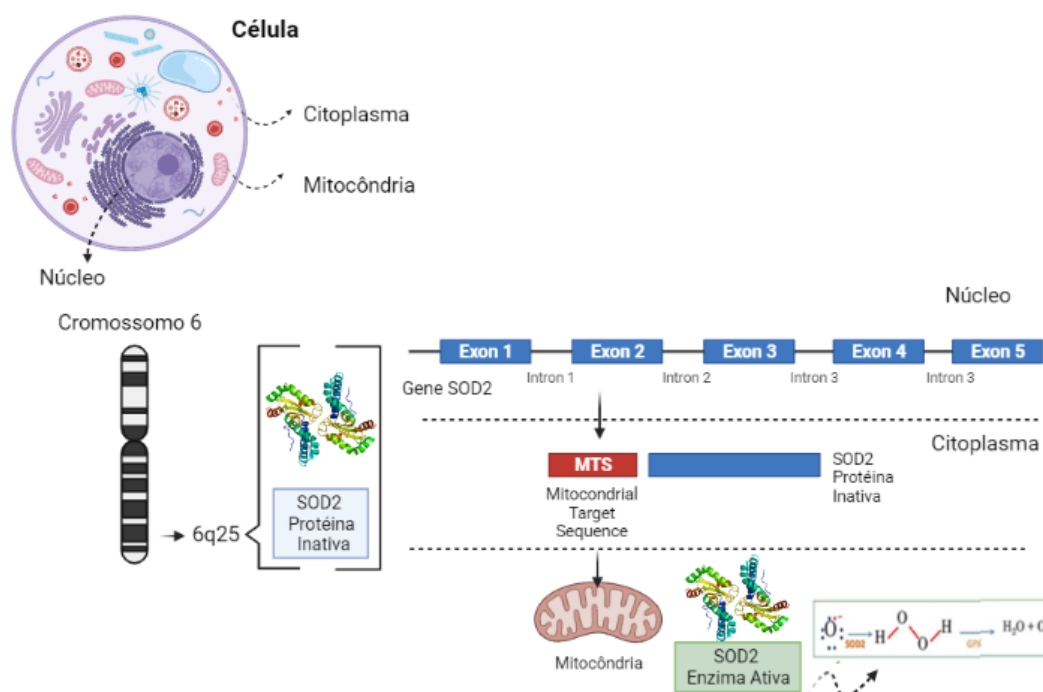 Célula
Citoplasma
Mitocôndria
Núcleo
Cromossomo 6
6q25
SOD2
Protéina
Inativa
Núcleo
Exon 1
Exon 2
Exon 3
Exon 4
Exon 5
Intron 1
Intron 2
Intron 3
Intron 3
Gene SOD2
Citoplasma
MTS
SOD2
Protéina
Inativa
Mitocondrial
Target
Sequence
Mitocôndria
SOD2
Enzima Ativa
O SOD2 H O O H GPX H₂O + O